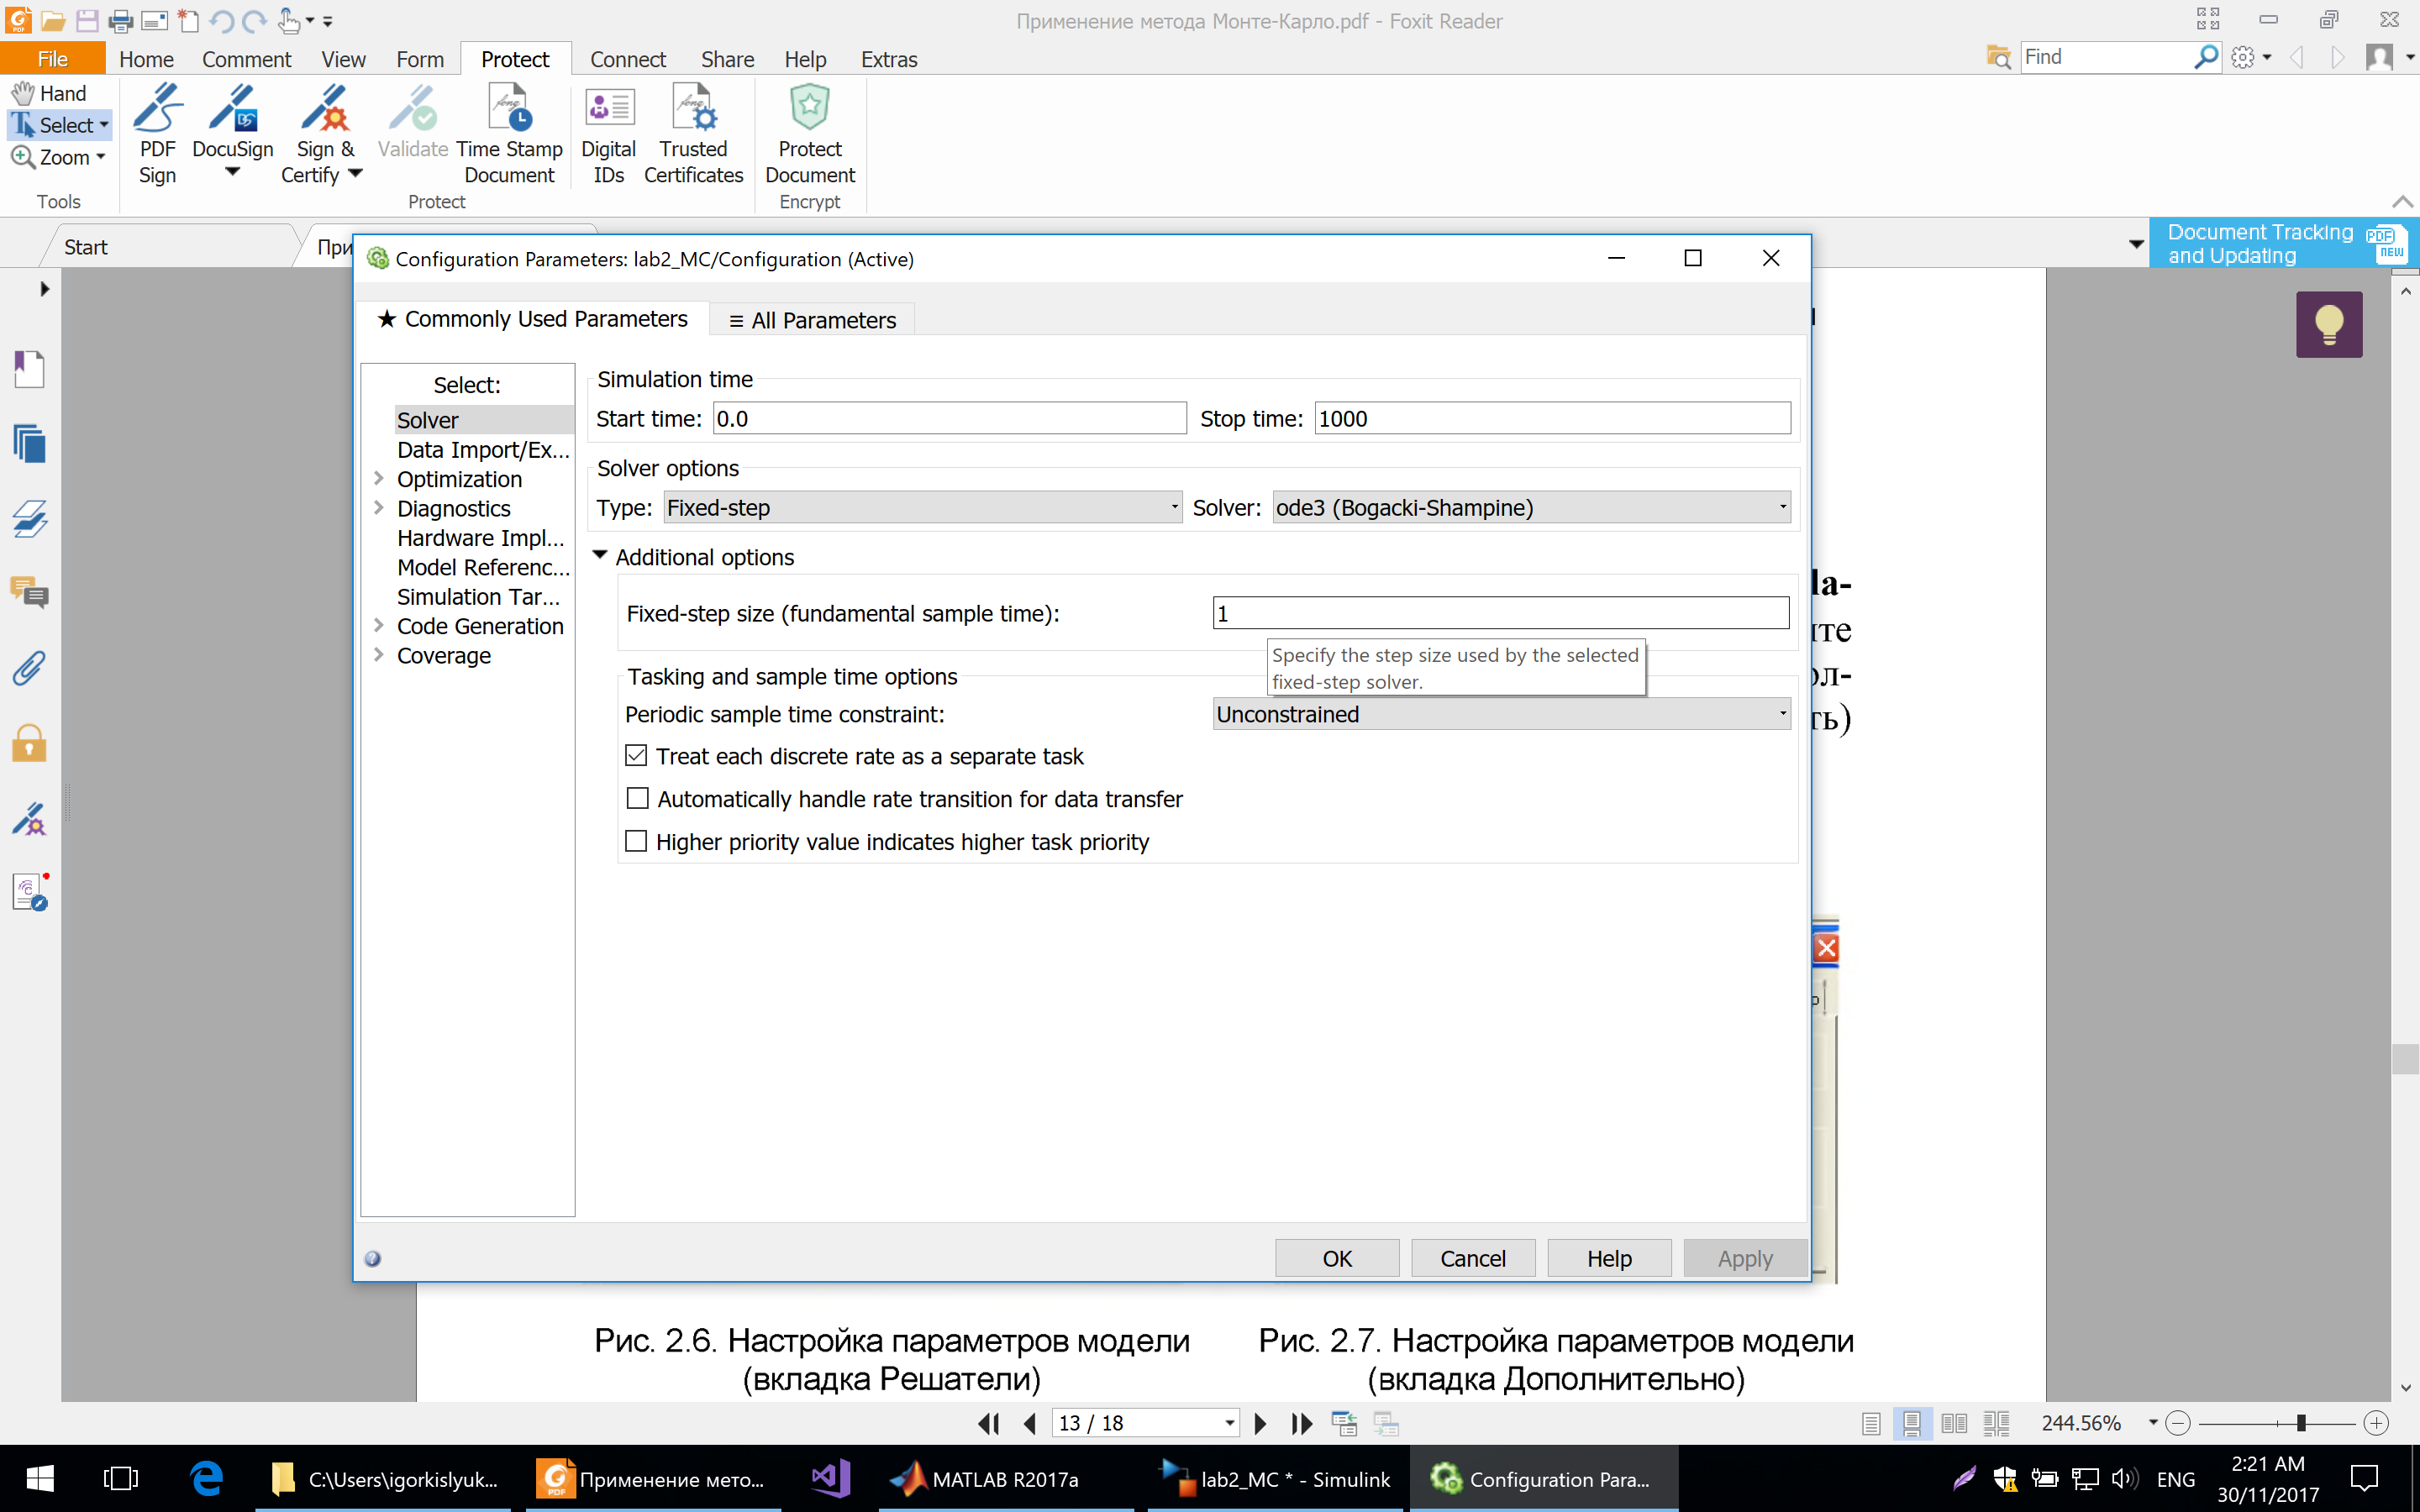 Применение метода Монте-Карло.pdf - Foxit Reader
File Home Comment View Form Protect Connect Share Help Extras
Find
Hand
Select
Zoom
Tools
PDF Sign
DocuSign
Sign & Certify
Validate
Time Stamp Document
Protect
Digital IDs
Trusted Certificates
Protect Document
Encrypt
Start
При
Document Tracking
and Updating
PDF
NEW
Configuration Parameters: lab2_MC/Configuration (Active)
★ Commonly Used Parameters
≡ All Parameters
Select:
Solver
Data Import/Ex...
Optimization
Diagnostics
Hardware Impl...
Model Referenc...
Simulation Tar...
Code Generation
Coverage
Simulation time
Start time: 0.0 Stop time: 1000
Solver options
Type: Fixed-step Solver: ode3 (Bogacki-Shampine)
Additional options
Fixed-step size (fundamental sample time): 1
Specify the step size used by the selected
fixed-step solver.
Tasking and sample time options
Periodic sample time constraint: Unconstrained
Treat each discrete rate as a separate task
Automatically handle rate transition for data transfer
Higher priority value indicates higher task priority
OK Cancel Help Apply
la-
ите
ол-
ть)
Рис. 2.6. Настройка параметров модели
(вкладка Решатели)
Рис. 2.7. Настройка параметров модели
(вкладка Дополнительно)
13 / 18
244.56%
C:\Users\igorkislyuk...
Применение мето...
MATLAB R2017a
lab2_MC * - Simulink
Configuration Para...
ENG
2:21 AM
30/11/2017